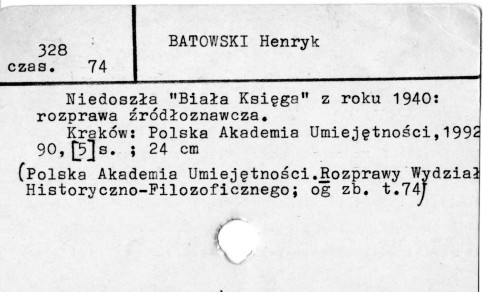 328
czas. 74
BATOWSKI Henryk
Niedoszła "Biała Księga" z roku 1940:
rozprawa źródłoznawcza.
Kraków: Polska Akademia Umiejętności,1992
90,[5]s. ; 24 cm
(Polska Akademia Umiejętności.Rozprawy Wydział
Historyczno-Filozoficznego; og zb. t.74)